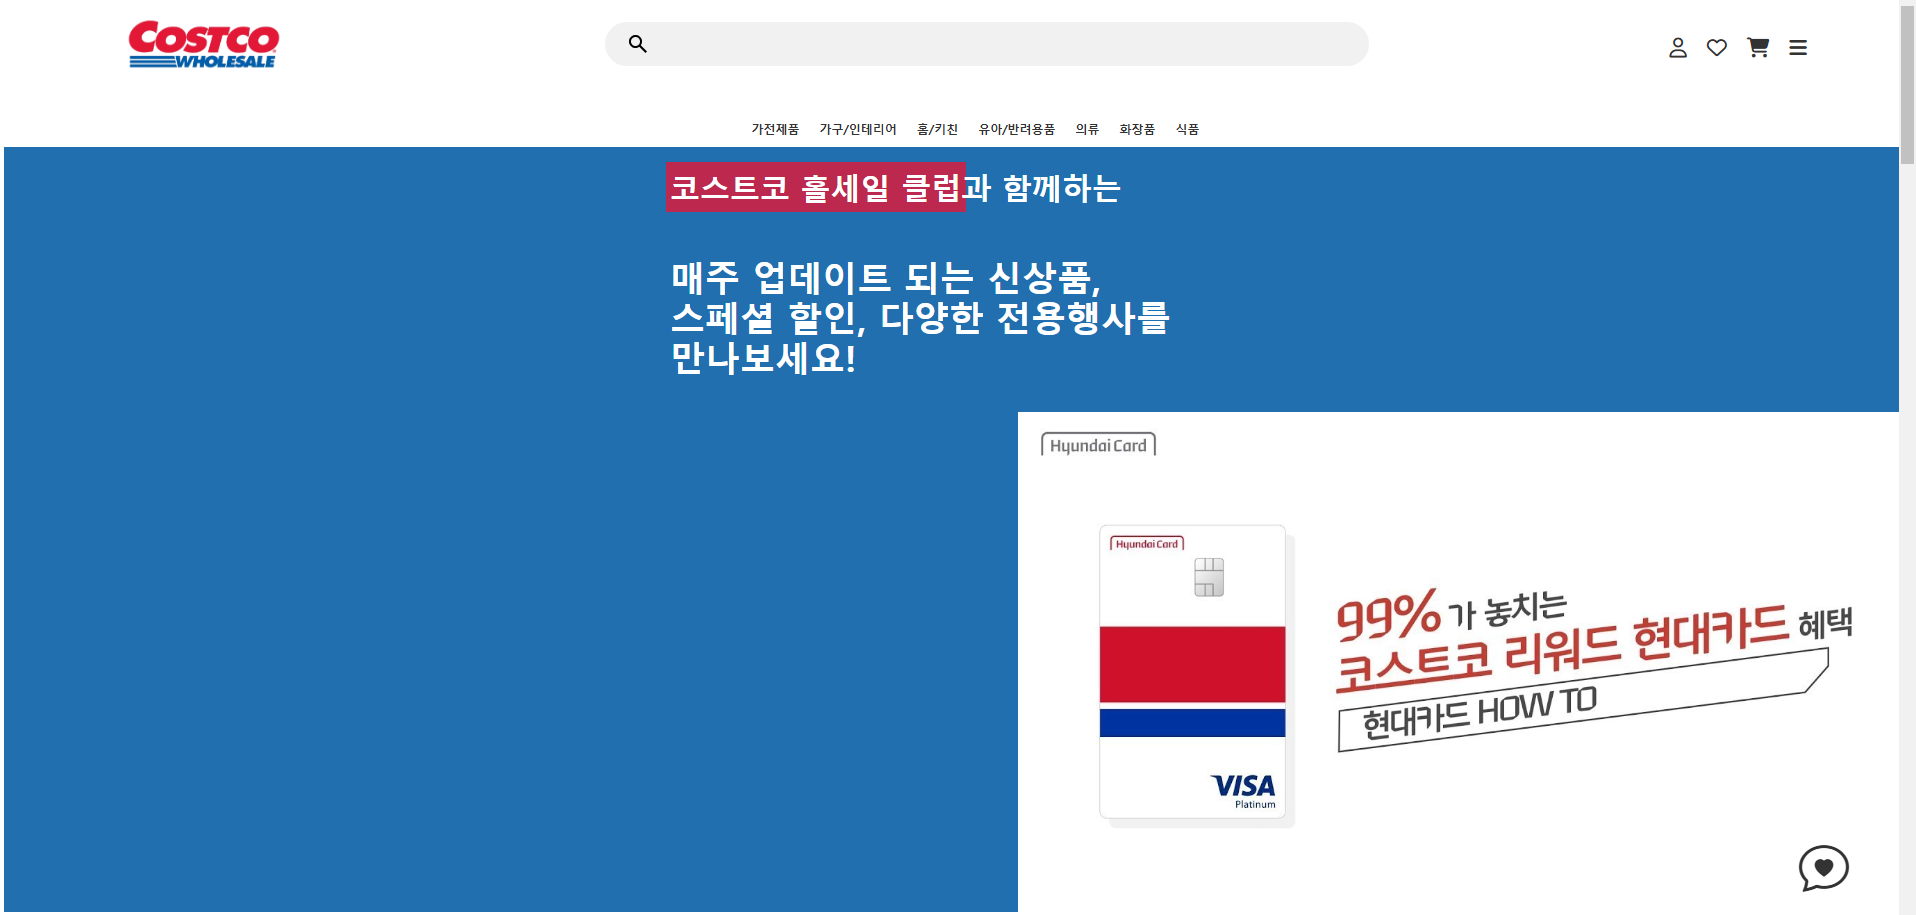 COSTCO
WHOLESALE
가전제품 가구/인테리어 홈/키친 유아/반려용품 의류 화장품 식품
코스트코 홀세일 클럽과 함께하는
매주 업데이트 되는 신상품,
스페셜 할인, 다양한 전용행사를
만나보세요!
Hyundai Card
Hyundai Card
VISA
Platinum
99%가 놓치는
코스트코 리워드 현대카드 혜택
현대카드 HOW TO